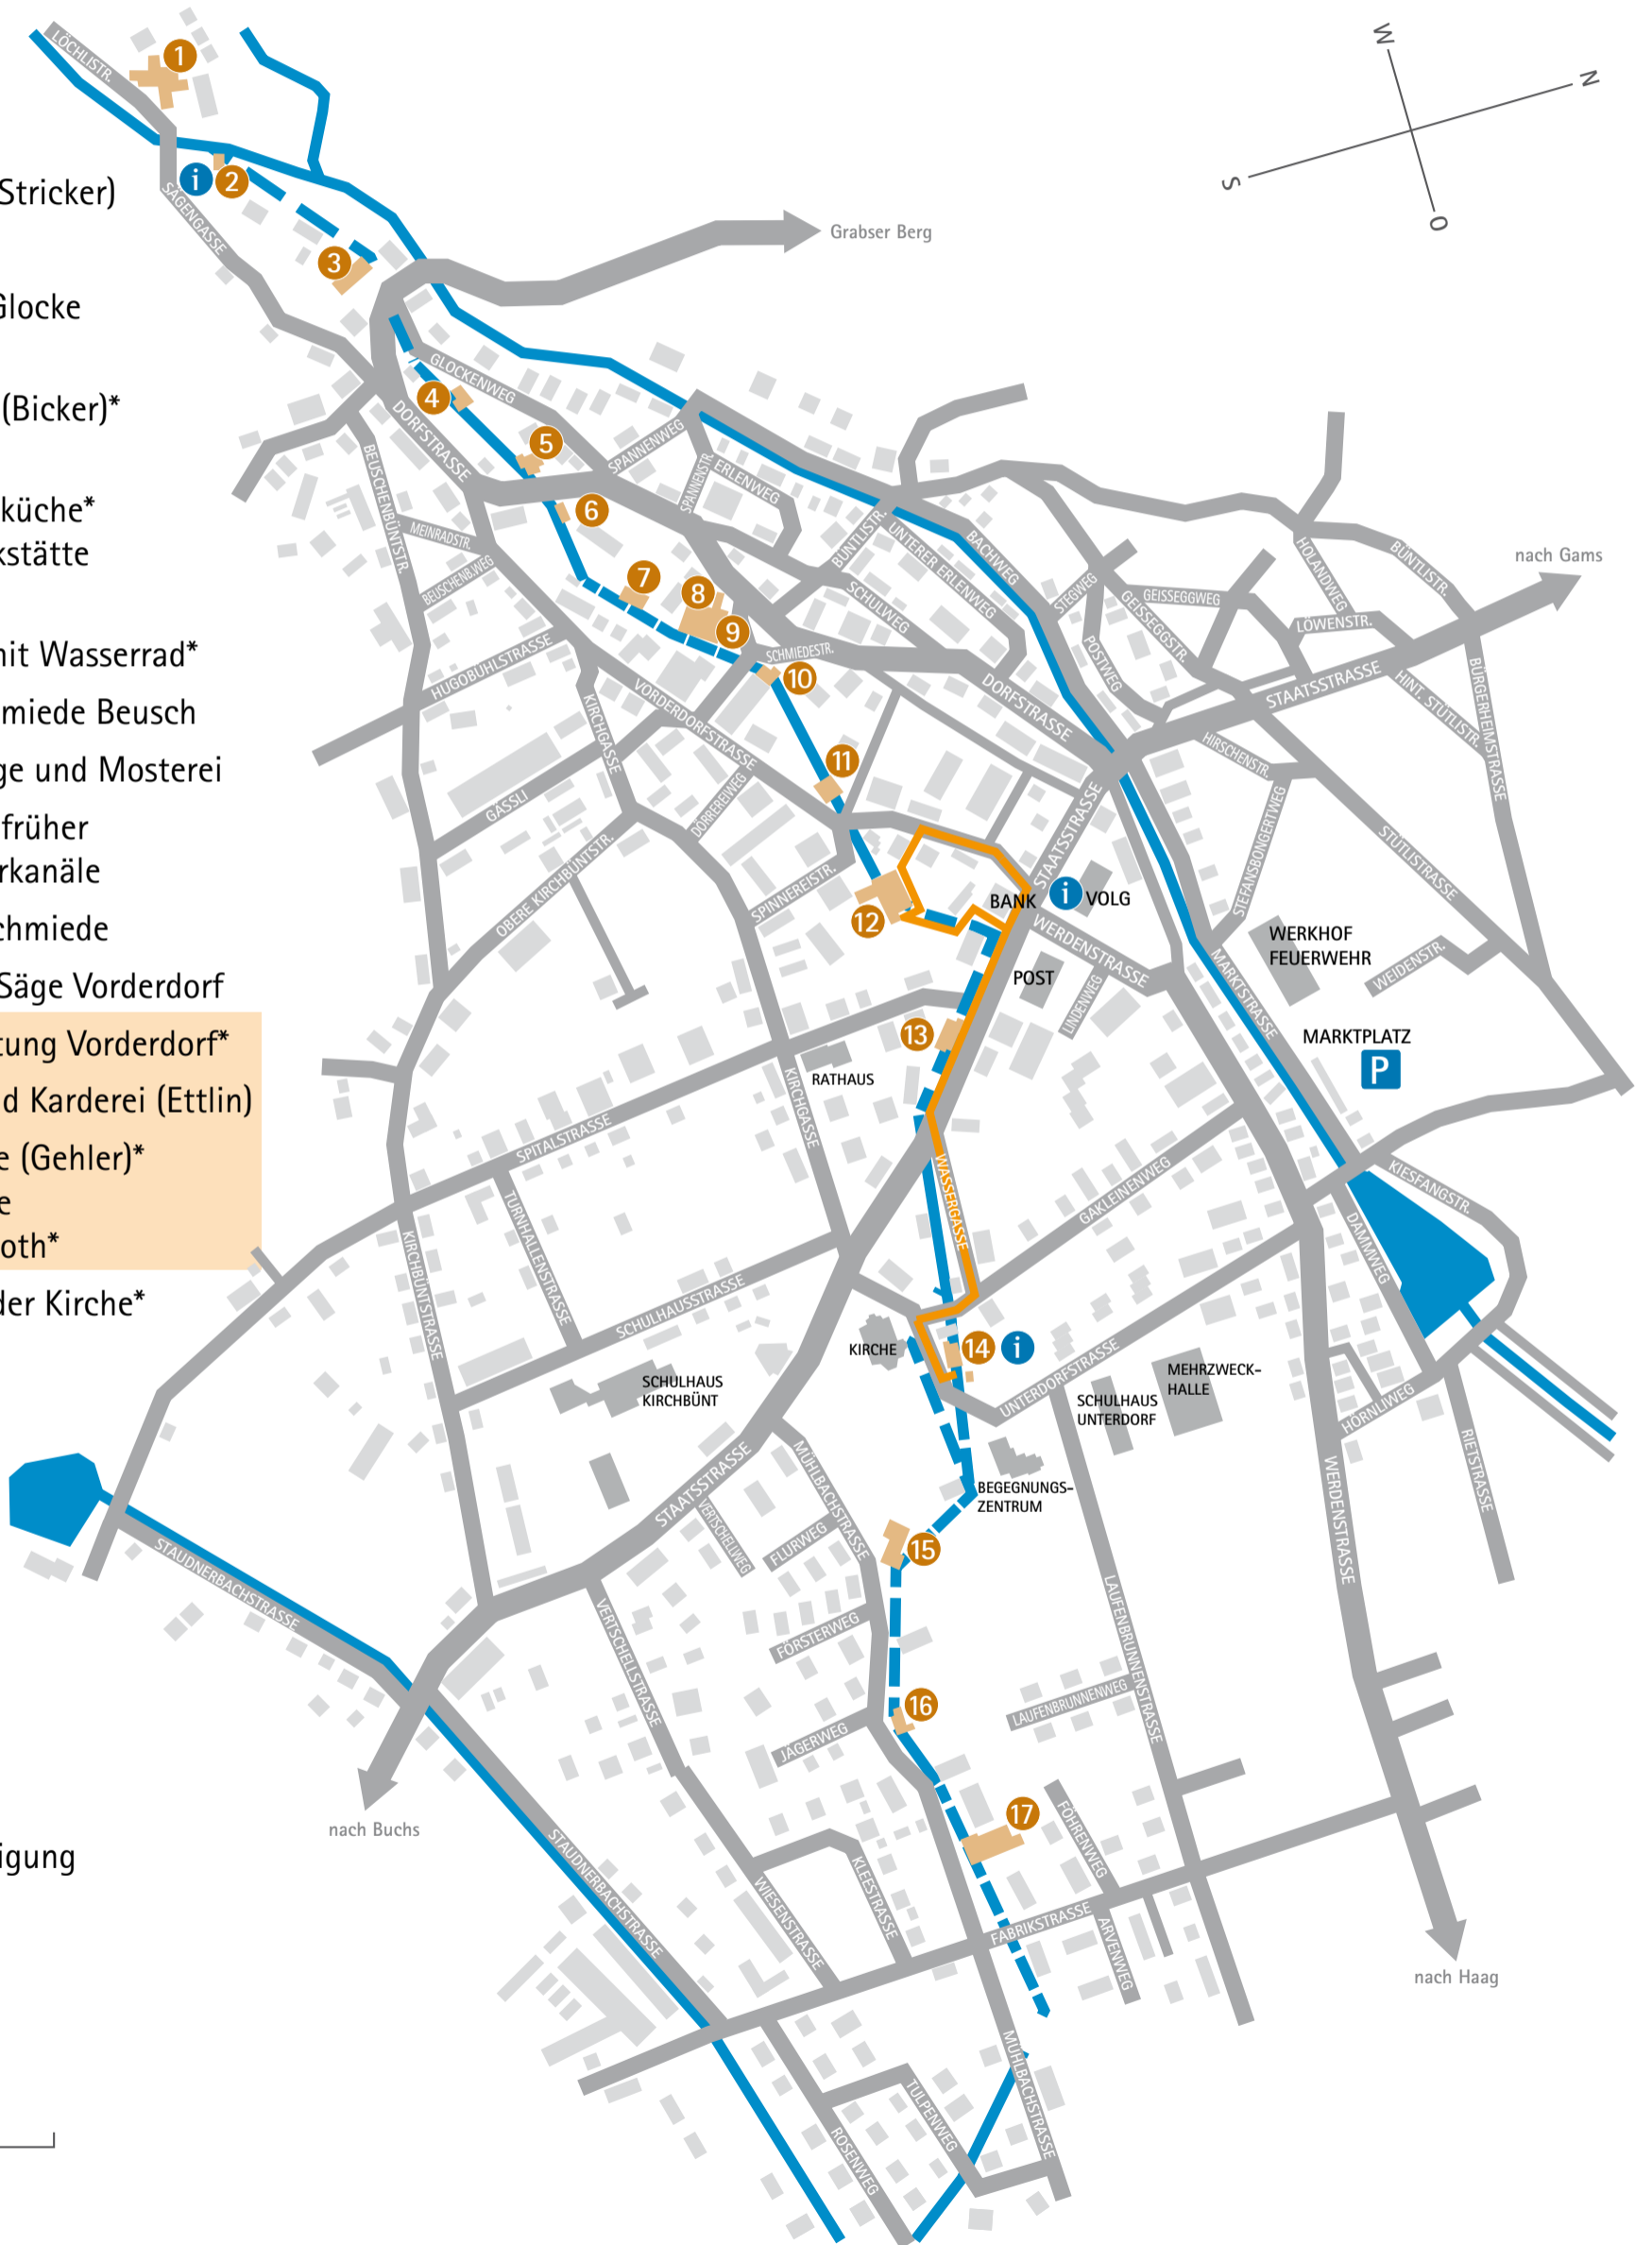 Stricker)
Glocke
(Bicker)*
küche*
kstätte
nit Wasserrad*
miede Beusch
ge und Mosterei
früher
rkanäle
chmiede
Säge Vorderdorf
tung Vorderdorf*
d Karderei (Ettlin)
e (Gehler)*
e
oth*
der Kirche*
igung
W
N
S
O
LÖCHLISTR.
1
i
2
SÄGENGASSE
3
Grabser Berg
GLOCKENWEG
4
DORFSTRASSE
5
SPANNENWEG
SPANNENSTR.
ERLENWEG
6
BEUSCHENBÜNTSTR.
MEINRADSTR.
BEUSCHENB.WEG
BÜNTLISTR.
UNTERER ERLENWEG
BACHWEG
STEGWEG
GEISSEGGWEG
GEISSEGGSTR.
HOLANDWEG
BÜNTLISTR.
nach Gams
LÖWENSTR.
7
8
9
SCHULWEG
SCHMIEDESTR.
10
POSTWEG
STAATSSTRASSE
HINT. STÜTLISTR.
BÜRGERHEIMSTRASSE
HUGOBÜHLSTRASSE
KIRCHGASSE
VORDERDORFSTRASSE
DORFSTRASSE
HIRSCHENSTR.
11
GÄSSLI
DÖRREREIWEG
STAATSSTRASSE
STEFANSBONGERTWEG
STÜTLISTRASSE
OBERE KIRCHBÜNTSTR.
SPINNEREISTR.
12
BANK
i
VOLG
WERDENSTRASSE
WERKHOF
FEUERWEHR
WEIDENSTR.
MARKTSTRASSE
POST
LINDENWEG
13
MARKTPLATZ
P
RATHAUS
KIRCHGASSE
SPITALSTRASSE
TURNHALLENSTRASSE
WASSERGASSE
GAKLEINENWEG
KIESFANGSTR.
DAMMWEG
KIRCHBÜNTSTRASSE
SCHULHAUSSTRASSE
KIRCHE
14
i
UNTERDORFSTRASSE
MEHRZWECK-
HALLE
SCHULHAUS
UNTERDORF
HÖRNLIWEG
RIETSTRASSE
SCHULHAUS
KIRCHBÜNT
STAATSSTRASSE
MÜHLBACHSTRASSE
BEGEGNUNGS-
ZENTRUM
WERDENSTRASSE
15
VERTSCHELLWEG
FLURWEG
STAUDNERBACHSTRASSE
VERTSCHELLSTRASSE
FÖRSTERWEG
LAUFENBRUNNENSTRASSE
LAUFENBRUNNENWEG
16
JÄGERWEG
17
FÖHRENWEG
nach Buchs
STAUDNERBACHSTRASSE
KLEESTRASSE
WIESENSTRASSE
FABRIKSTRASSE
ARVENWEG
nach Haag
MÜHLBACHSTRASSE
TULPENWEG
ROSENWEG